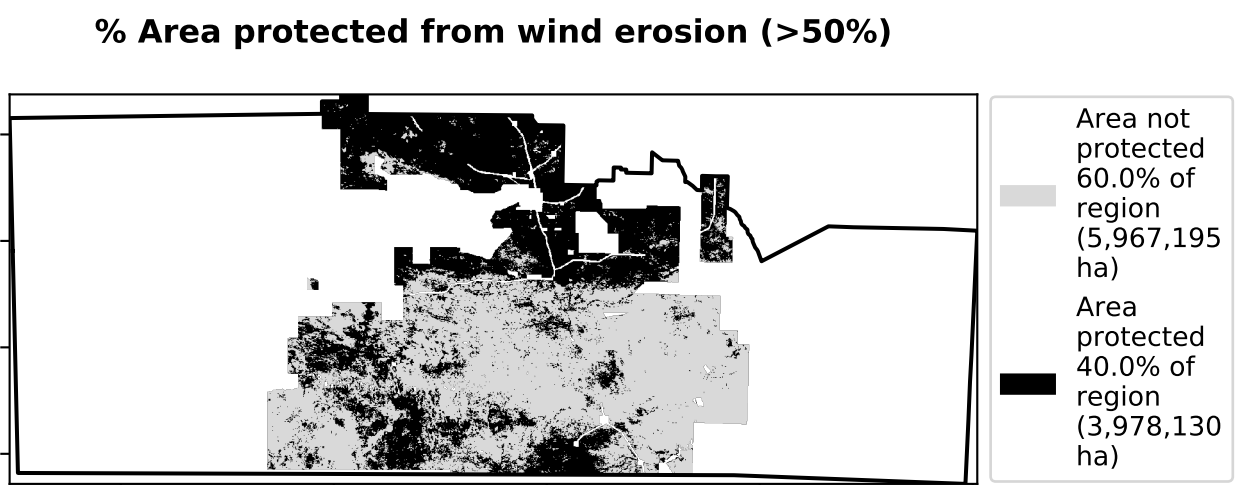 % Area protected from wind erosion (>50%)
Area not
protected
60.0% of
region
(5,967,195
ha)
Area
protected
40.0% of
region
(3,978,130
ha)